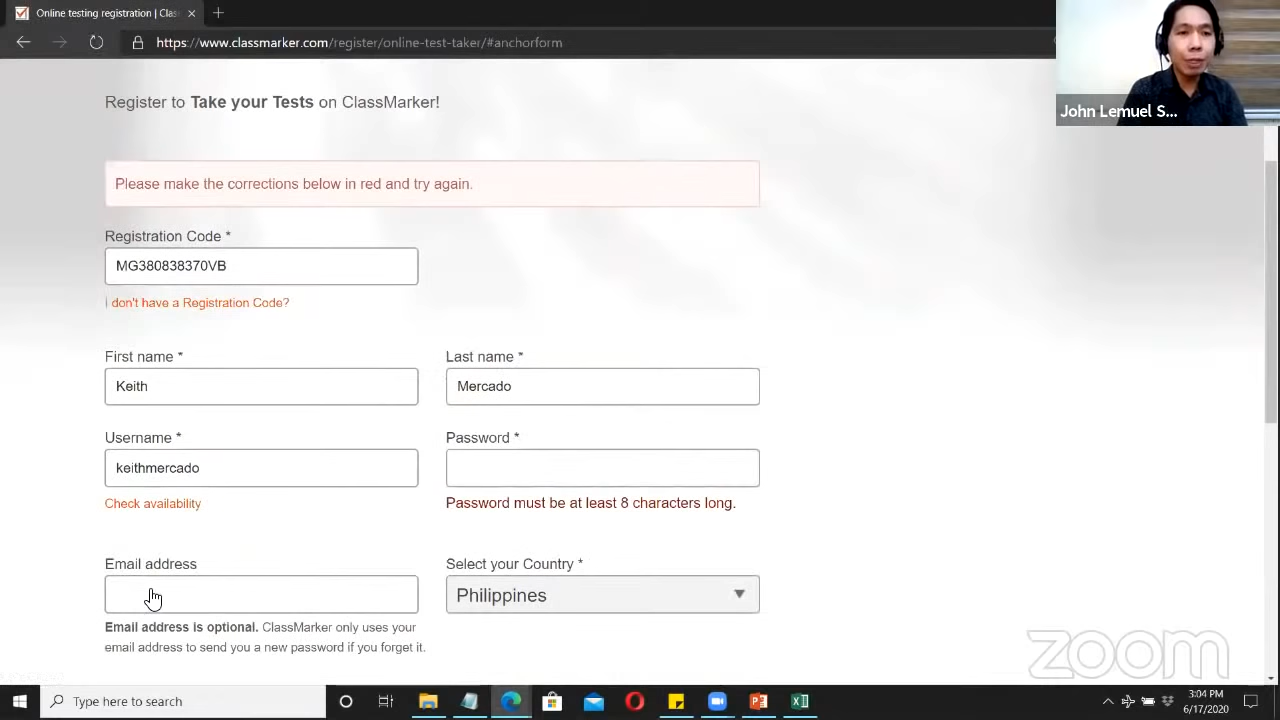 Online testing registration | Clas
https://www.classmarker.com/register/online-test-taker/#anchorform
John Lemuel S...
Register to Take your Tests on ClassMarker!
Please make the corrections below in red and try again.
Registration Code *
MG380838370VB
I don't have a Registration Code?
First name *
Last name *
Keith
Mercado
Username *
Password *
keithmercado
Check availability
Password must be at least 8 characters long.
Email address
Select your Country *
Philippines
Email address is optional. ClassMarker only uses your
email address to send you a new password if you forget it.
zoom
Type here to search
3:04 PM
6/17/2020